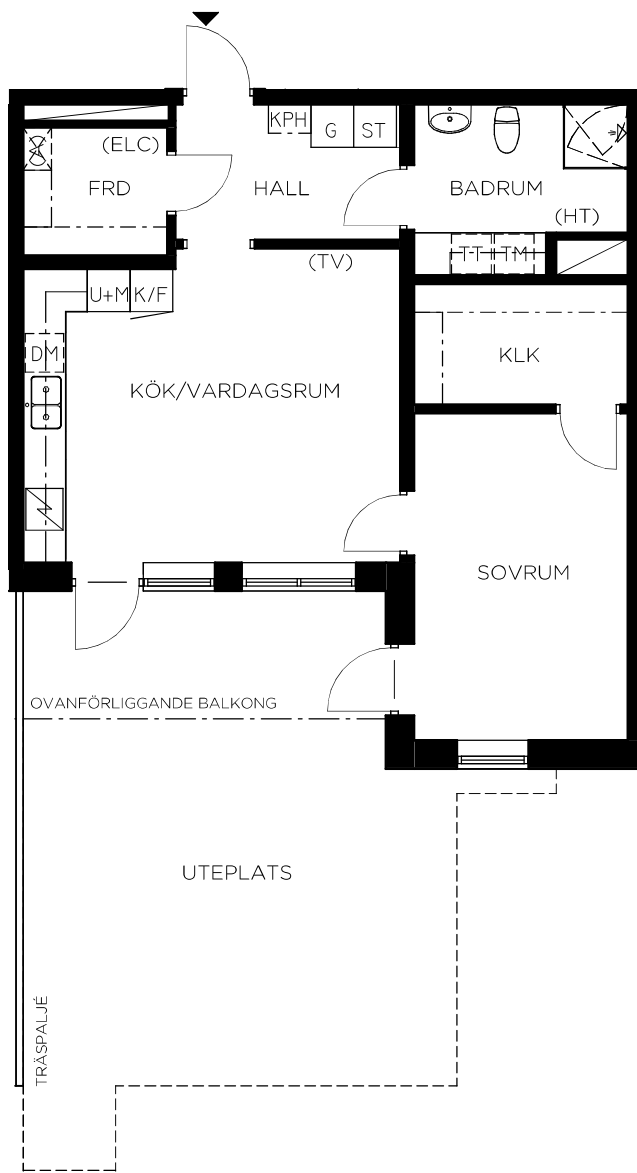 KPH
G
ST
(ELC)
FRD
HALL
BADRUM
(HT)
(TV)
TT
TM
U+M
K/F
DM
KLK
KÖK/VARDAGSRUM
SOVRUM
OVANFÖRLIGGANDE BALKONG
UTEPLATS
TRÄSPALJÉ